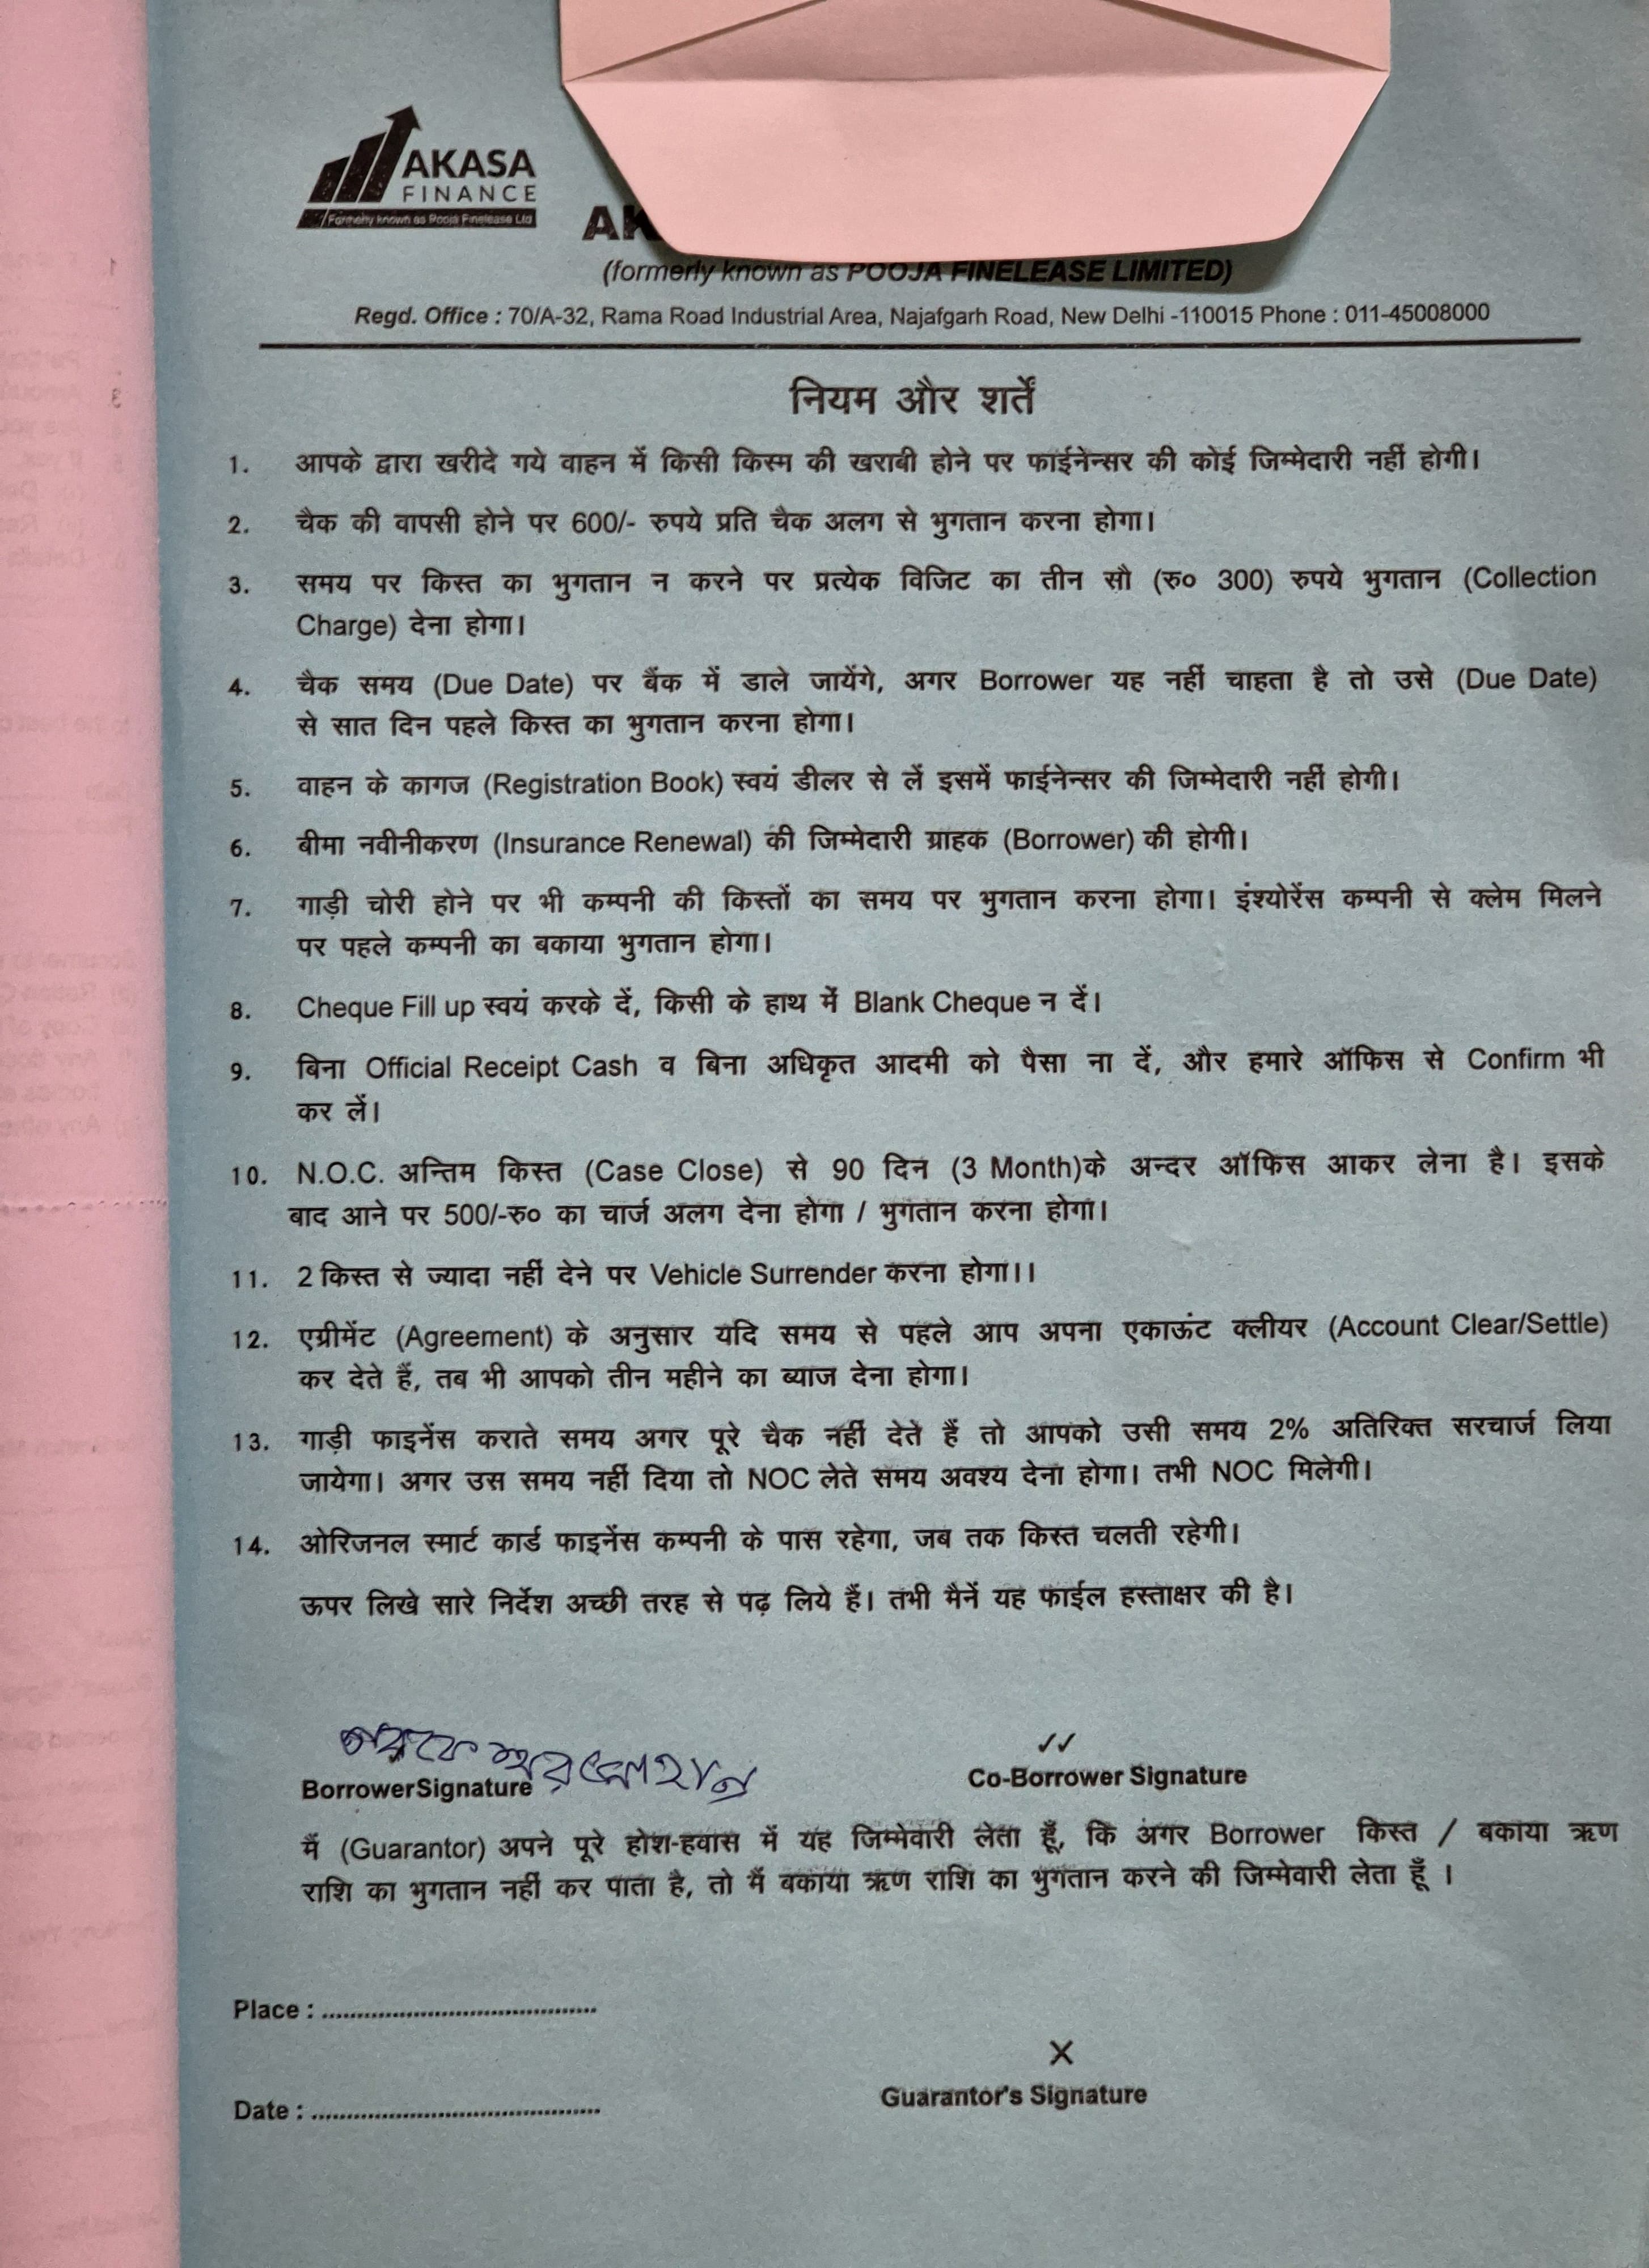 AKASA
FINANCE
Formerly known as Pooja Finelease Ltd
(formerly known as POOJA FINELEASE LIMITED)
Regd. Office : 70/A-32, Rama Road Industrial Area, Najafgarh Road, New Delhi -110015 Phone : 011-45008000
नियम और शर्ते
1. आपके द्वारा खरीदे गये वाहन में किसी किस्म की खराबी होने पर फाईनेन्सर की कोई जिम्मेदारी नहीं होगी।
2. चैक की वापसी होने पर 600/- रुपये प्रति चैक अलग से भुगतान करना होगा।
3. समय पर किस्त का भुगतान न करने पर प्रत्येक विजिट का तीन सौ (रु० 300) रुपये भुगतान (Collection
Charge) देना होगा।
4. चैक समय (Due Date) पर बैंक में डाले जायेंगे, अगर Borrower यह नहीं चाहता है तो उसे (Due Date)
से सात दिन पहले किस्त का भुगतान करना होगा।
5. वाहन के कागज (Registration Book) स्वयं डीलर से लें इसमें फाईनेन्सर की जिम्मेदारी नहीं होगी।
6. बीमा नवीनीकरण (Insurance Renewal) की जिम्मेदारी ग्राहक (Borrower) की होगी।
7. गाड़ी चोरी होने पर भी कम्पनी की किस्तों का समय पर भुगतान करना होगा। इंश्योरेंस कम्पनी से क्लेम मिलने
पर पहले कम्पनी का बकाया भुगतान होगा।
8. Cheque Fill up स्वयं करके दें, किसी के हाथ में Blank Cheque न दें।
9. बिना Official Receipt Cash व बिना अधिकृत आदमी को पैसा ना दें, और हमारे ऑफिस से Confirm भी
कर लें।
10. N.O.C. अन्तिम किस्त (Case Close) से 90 दिन (3 Month)के अन्दर ऑफिस आकर लेना है। इसके
बाद आने पर 500/-रु० का चार्ज अलग देना होगा / भुगतान करना होगा।
11. 2 किस्त से ज्यादा नहीं देने पर Vehicle Surrender करना होगा।।
12. एग्रीमेंट (Agreement) के अनुसार यदि समय से पहले आप अपना एकाऊंट क्लीयर (Account Clear/Settle)
कर देते हैं, तब भी आपको तीन महीने का ब्याज देना होगा।
13. गाड़ी फाइनेंस कराते समय अगर पूरे चैक नहीं देते हैं तो आपको उसी समय 2% अतिरिक्त सरचार्ज लिया
जायेगा। अगर उस समय नहीं दिया तो NOC लेते समय अवश्य देना होगा। तभी NOC मिलेगी।
14. ओरिजनल स्मार्ट कार्ड फाइनेंस कम्पनी के पास रहेगा, जब तक किस्त चलती रहेगी।
ऊपर लिखे सारे निर्देश अच्छी तरह से पढ़ लिये हैं। तभी मैनें यह फाईल हस्ताक्षर की है।
BorrowerSignature
Co-Borrower Signature
मैं (Guarantor) अपने पूरे होश-हवास में यह जिम्मेवारी लेता हूँ, कि अगर Borrower किस्त / बकाया ऋण
राशि का भुगतान नहीं कर पाता है, तो मैं बकाया ऋण राशि का भुगतान करने की जिम्मेवारी लेता हूँ ।
Place : ........................................
X
Guarantor's Signature
Date : ..........................................